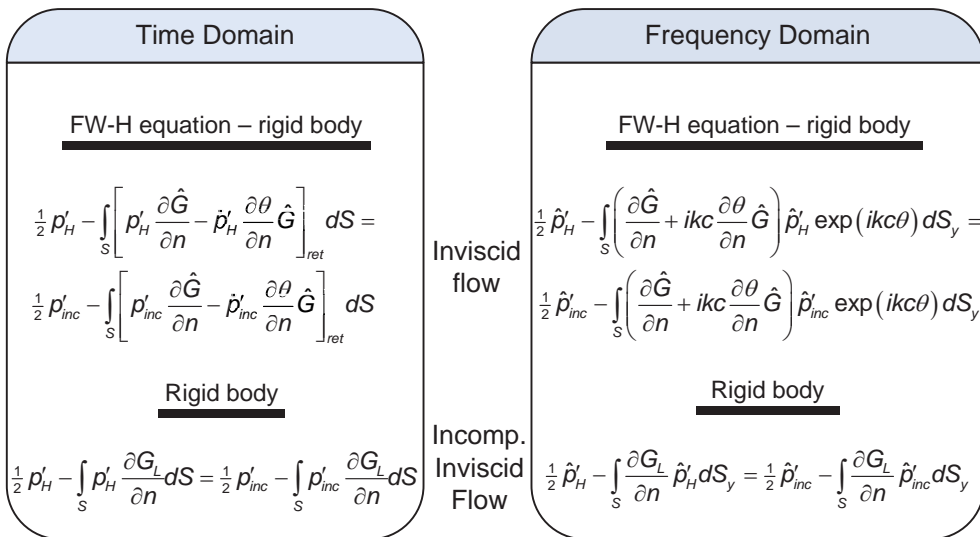 Time Domain
FW-H equation – rigid body
½ p′_H − ∫_S [ p′_H ∂Ĝ/∂n − ṗ′_H ∂θ/∂n Ĝ ]_ret dS =
½ p′_inc − ∫_S [ p′_inc ∂Ĝ/∂n − ṗ′_inc ∂θ/∂n Ĝ ]_ret dS
Rigid body
½ p′_H − ∫_S p′_H ∂G_L/∂n dS = ½ p′_inc − ∫_S p′_inc ∂G_L/∂n dS
Inviscid
flow
Incomp.
Inviscid
Flow
Frequency Domain
FW-H equation – rigid body
½ p̂′_H − ∫_S ( ∂Ĝ/∂n + ikc ∂θ/∂n Ĝ ) p̂′_H exp(ikcθ) dS_y =
½ p̂′_inc − ∫_S ( ∂Ĝ/∂n + ikc ∂θ/∂n Ĝ ) p̂′_inc exp(ikcθ) dS_y
Rigid body
½ p̂′_H − ∫_S ∂G_L/∂n p̂′_H dS_y = ½ p̂′_inc − ∫_S ∂G_L/∂n p̂′_inc dS_y